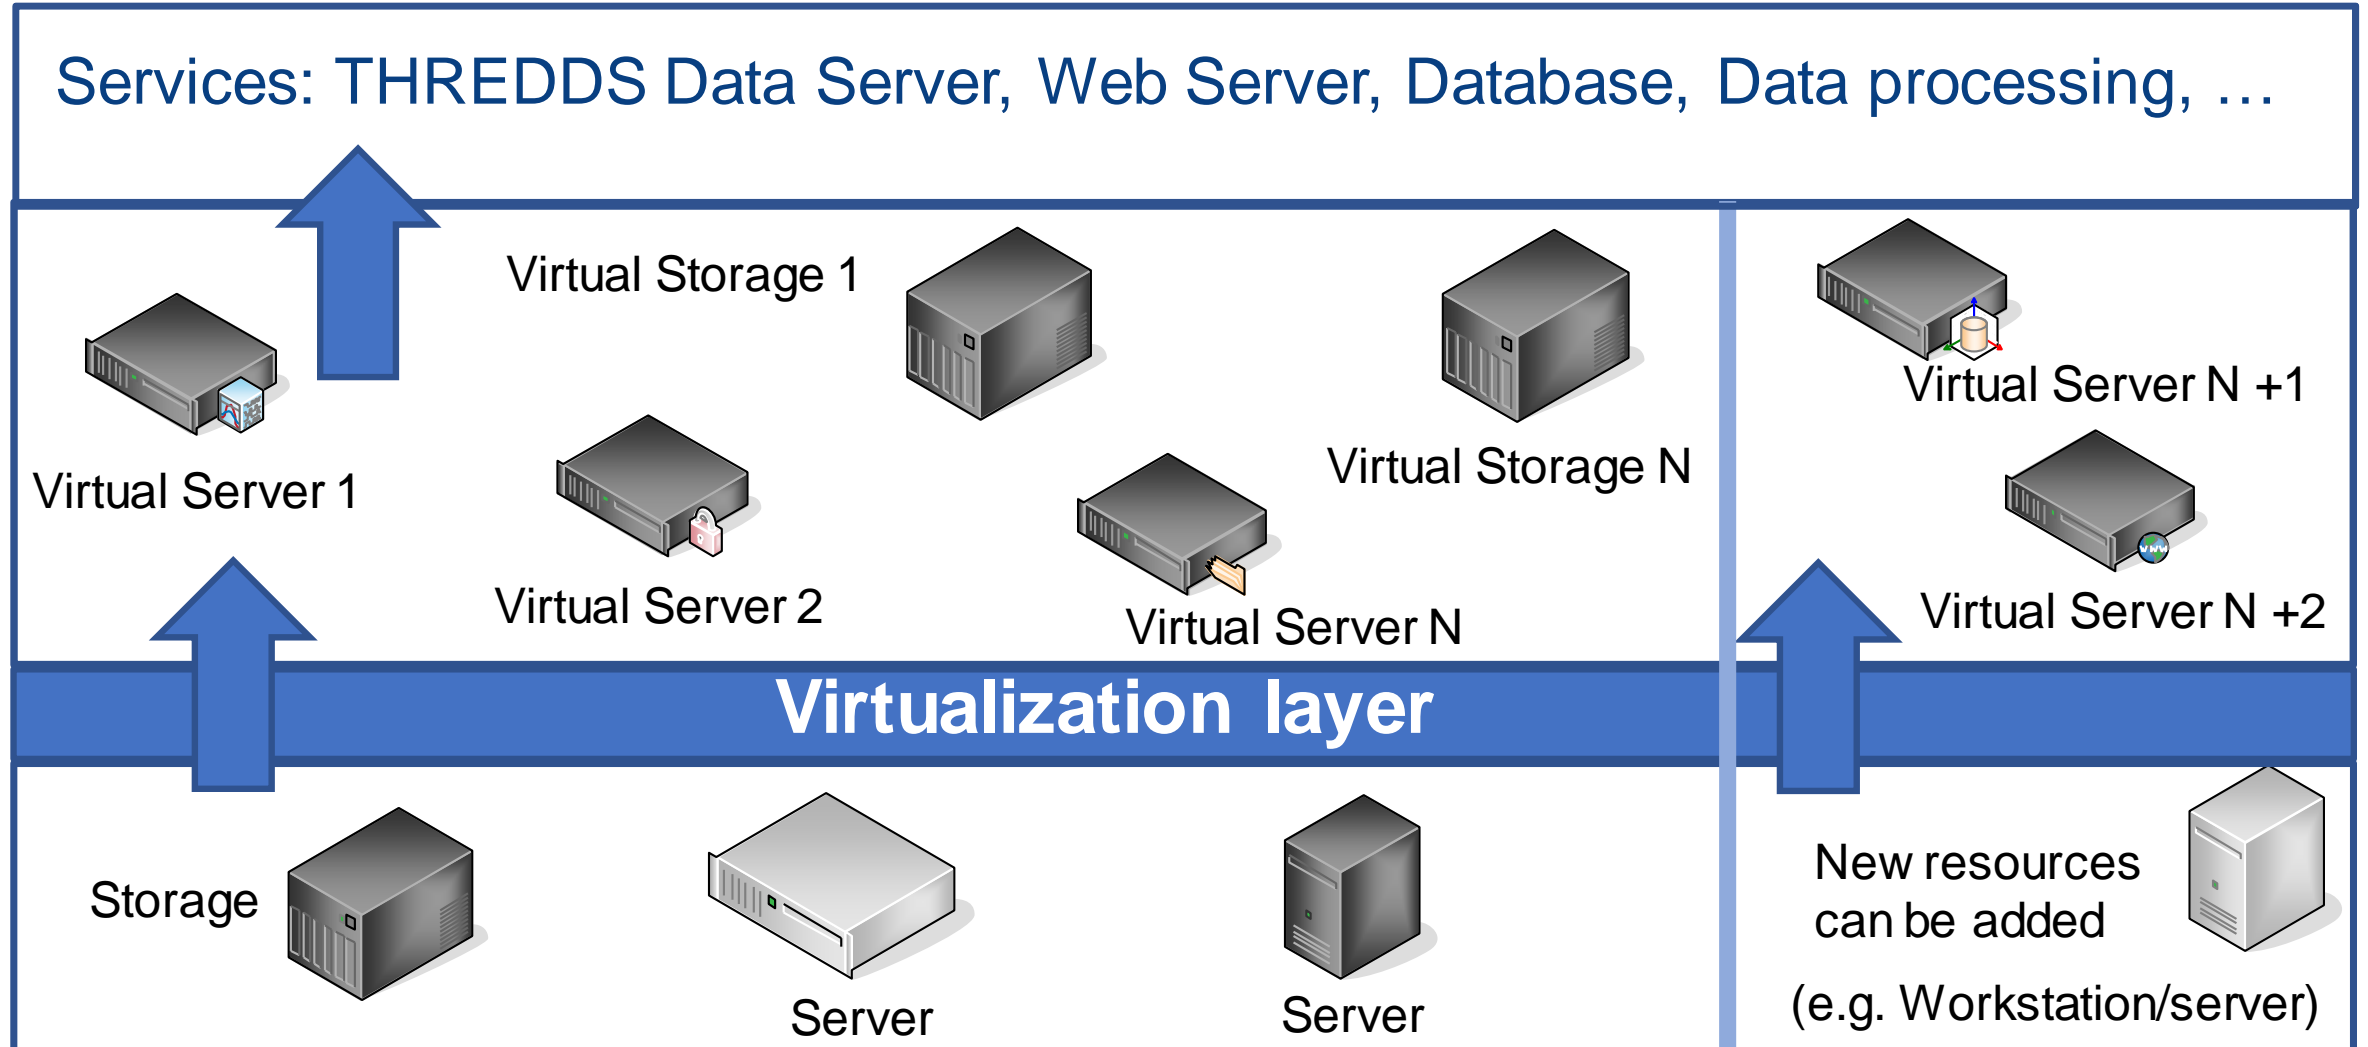 Services: THREDDS Data Server, Web Server, Database, Data processing, …
Virtual Storage 1
Virtual Server N +1
Virtual Storage N
Virtual Server 1
Virtual Server 2
Virtual Server N
Virtual Server N +2
Virtualization layer
Storage
Server
Server
New resources
can be added
(e.g. Workstation/server)
www